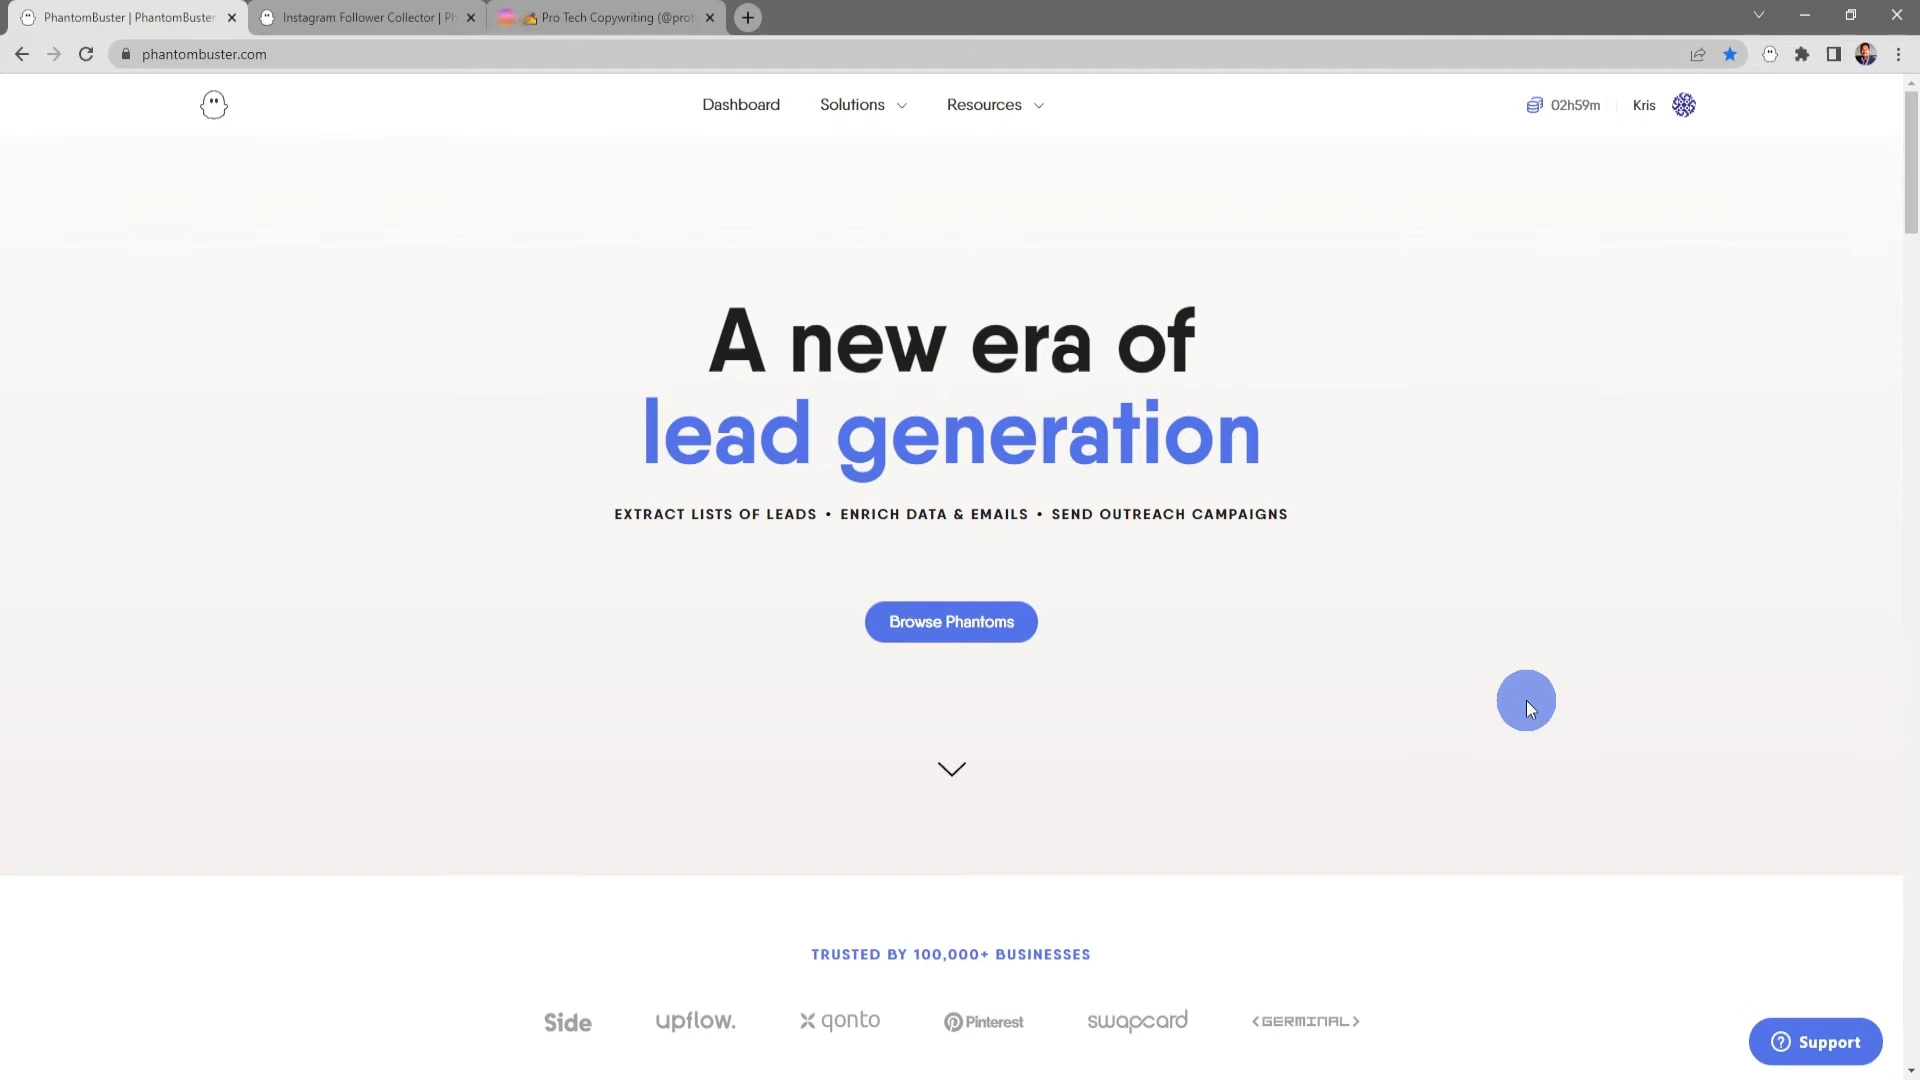 PhantomBuster | PhantomBuster
Instagram Follower Collector | Ph
Pro Tech Copywriting (@prot
phantombuster.com
Dashboard
Solutions
Resources
02h59m
Kris
A new era of
lead generation
EXTRACT LISTS OF LEADS • ENRICH DATA & EMAILS • SEND OUTREACH CAMPAIGNS
Browse Phantoms
TRUSTED BY 100,000+ BUSINESSES
Side
upflow.
qonto
Pinterest
swapcard
<GERMINAL>
Support